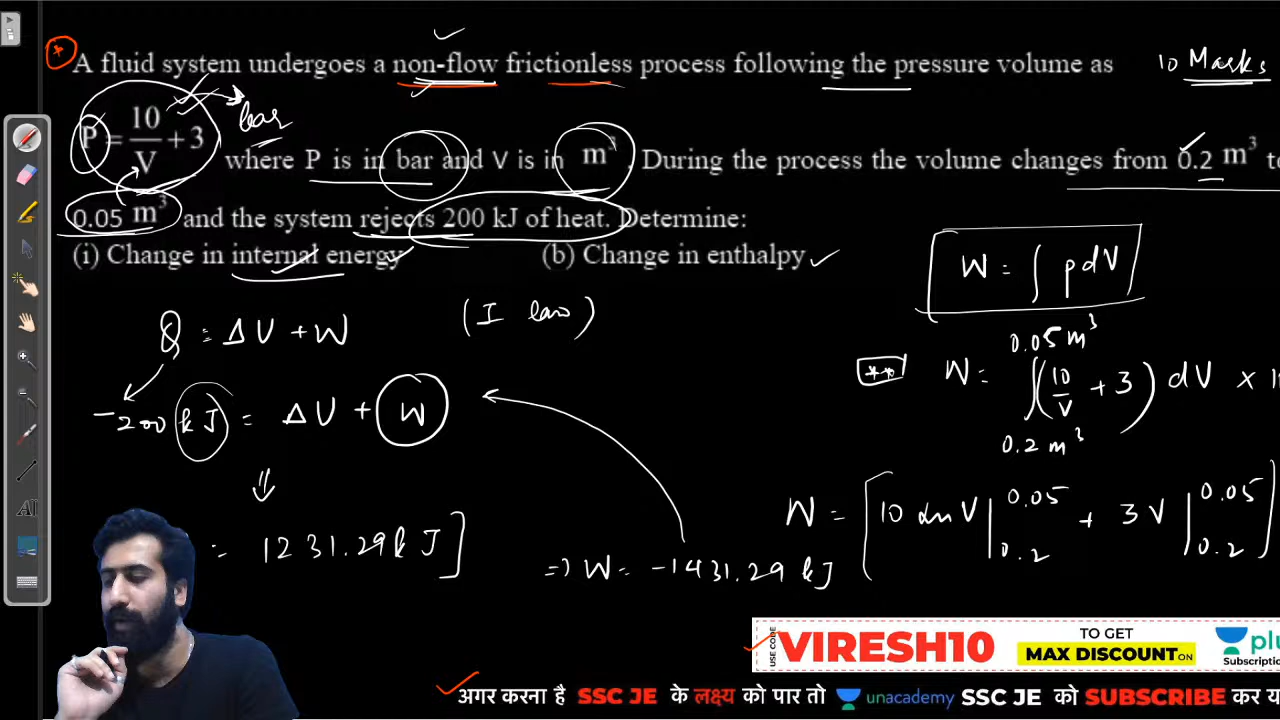 A fluid system undergoes a non-flow frictionless process following the pressure volume as 10 Marks
P = 10/V + 3 where P is in bar and V is in m³. During the process the volume changes from 0.2 m³ to
bar
0.05 m³ and the system rejects 200 kJ of heat. Determine:
(i) Change in internal energy (b) Change in enthalpy
W = ∫ pdV
Q = ΔU + W (I law)
** W = ∫ (10/V + 3) dV ×
0.05 m³
0.2 m³
-200 kJ = ΔU + W
⇓
W = [10 ln V | 0.05 0.2 + 3V | 0.05 0.2
= 1231.29 kJ]
=> W = -1431.29 kJ
USE CODE VIRESH10 TO GET MAX DISCOUNT ON
Subscription
अगर करना है SSC JE के लक्ष्य को पार तो unacademy SSC JE को SUBSCRIBE कर